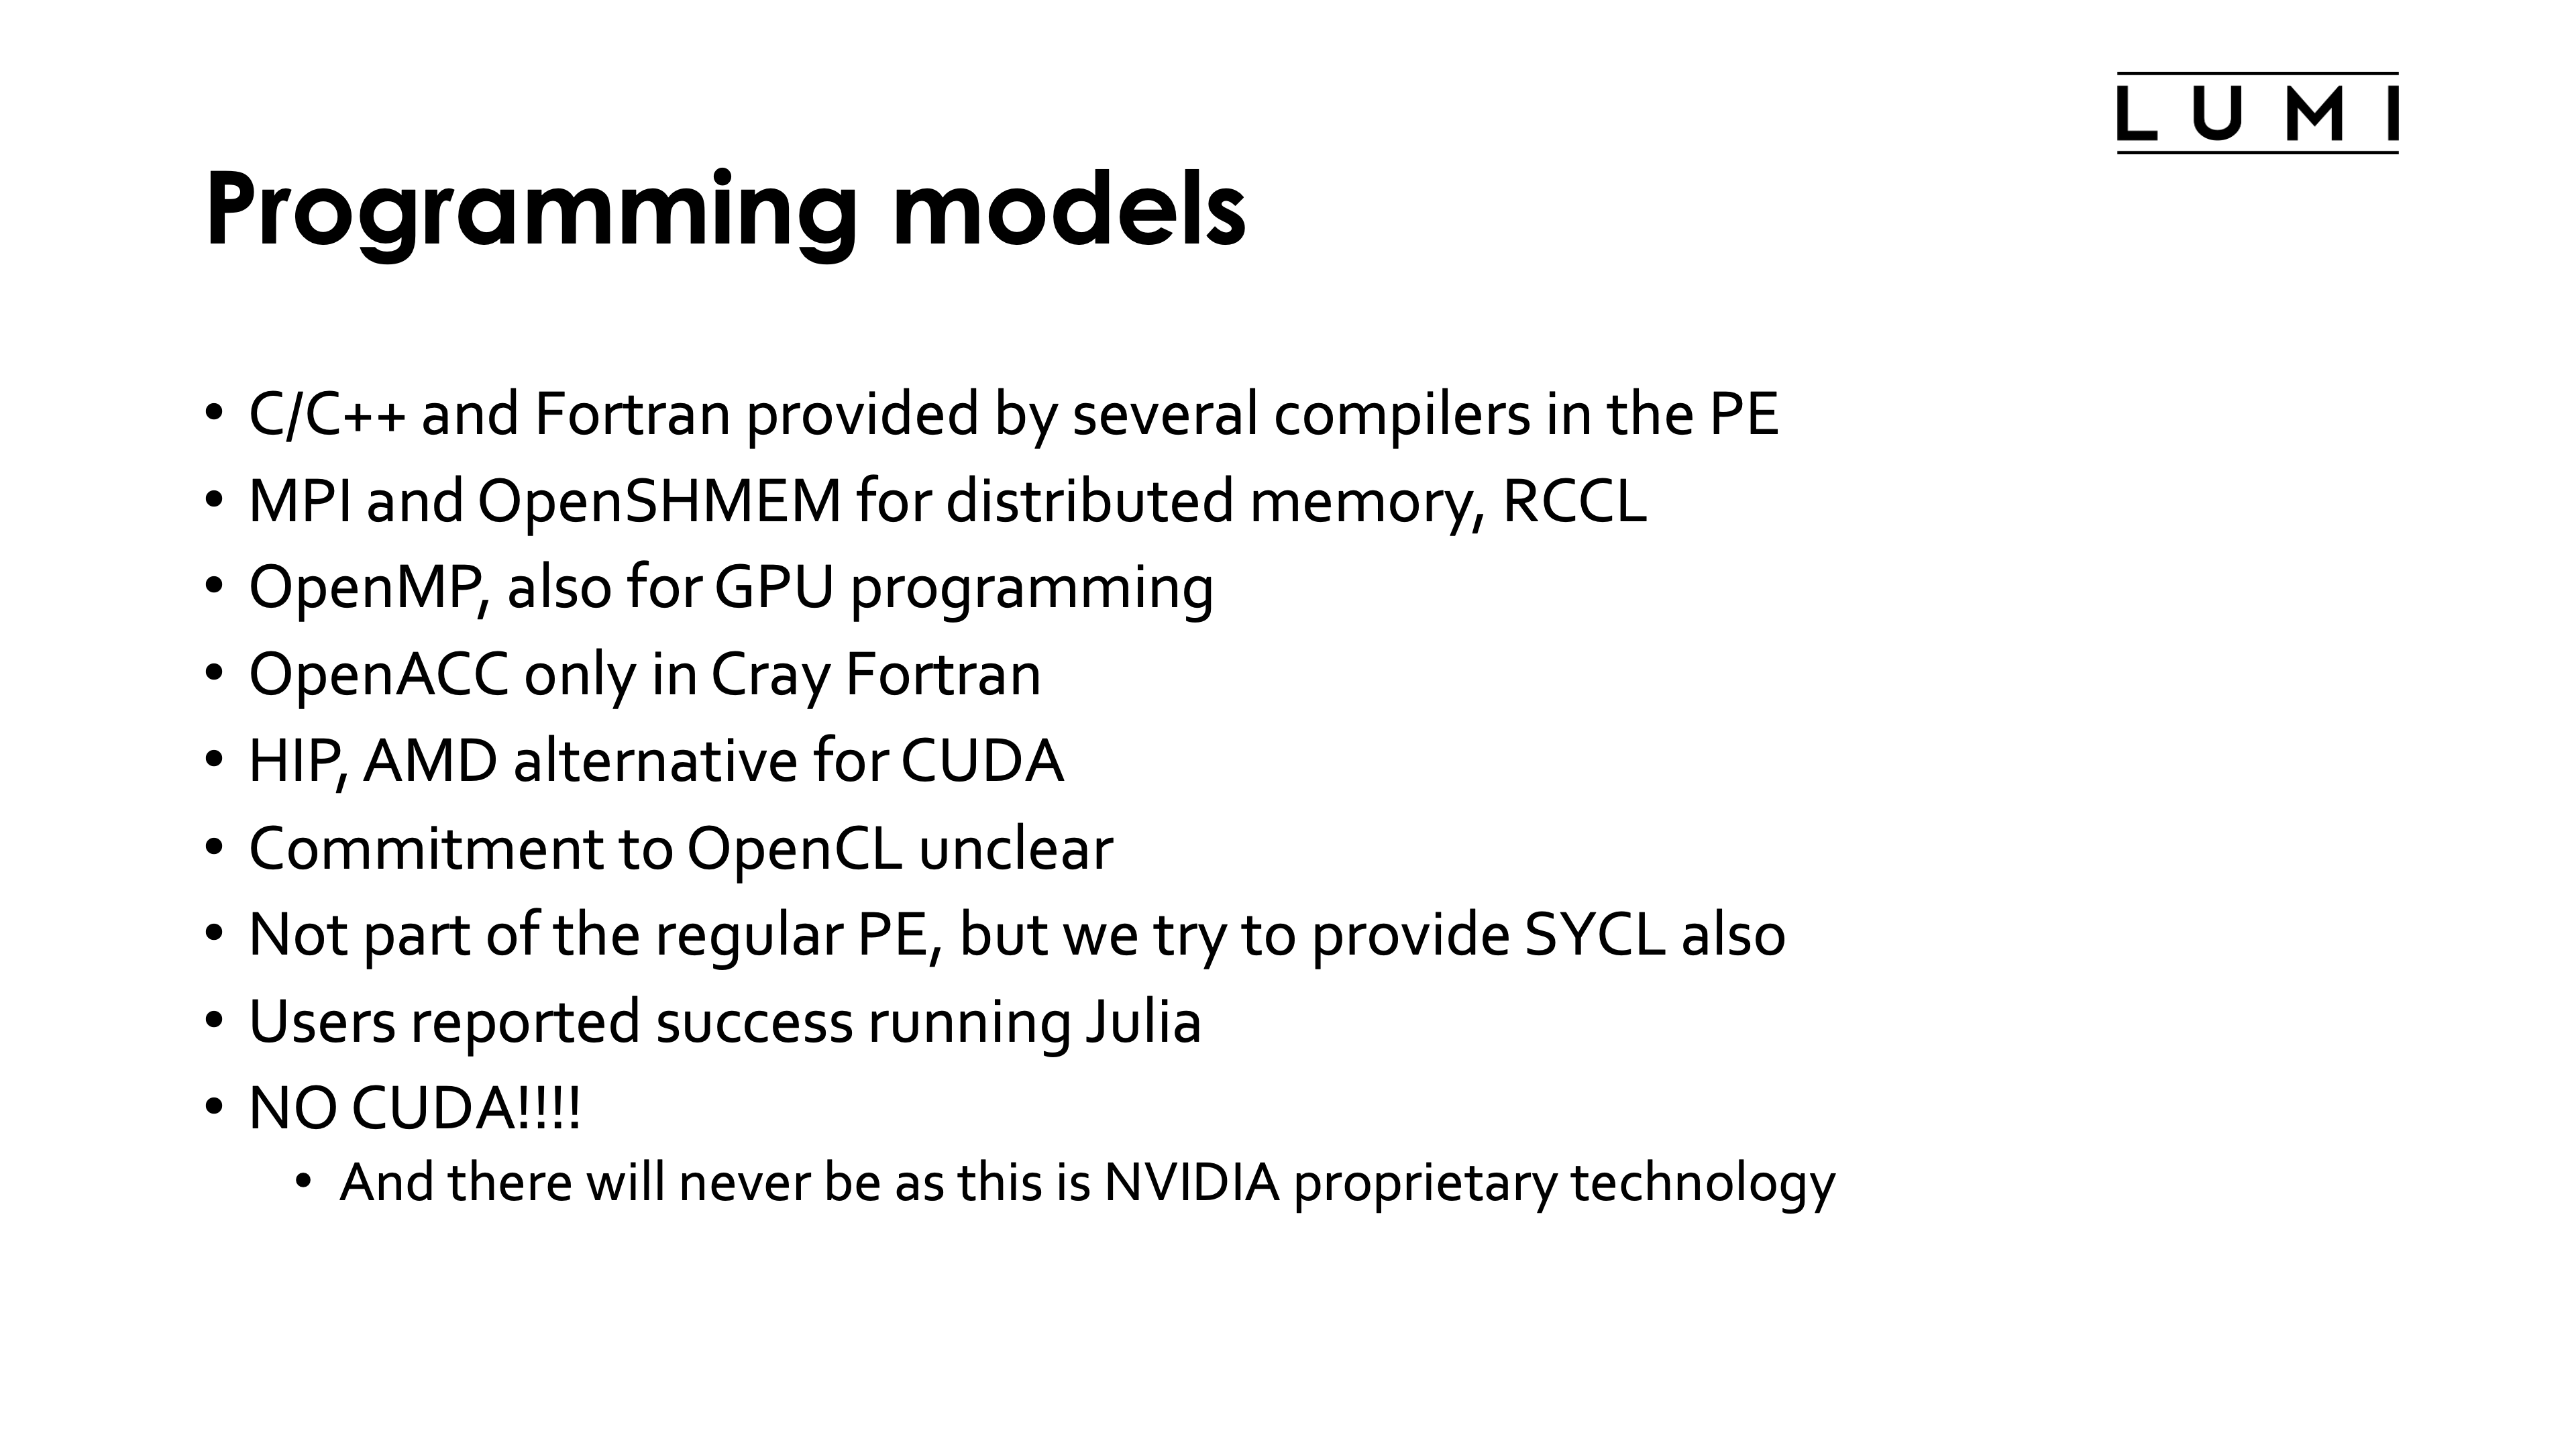 LUMI
Programming models
• C/C++ and Fortran provided by several compilers in the PE
• MPI and OpenSHMEM for distributed memory, RCCL
• OpenMP, also for GPU programming
• OpenACC only in Cray Fortran
• HIP, AMD alternative for CUDA
• Commitment to OpenCL unclear
• Not part of the regular PE, but we try to provide SYCL also
• Users reported success running Julia
• NO CUDA!!!!
• And there will never be as this is NVIDIA proprietary technology